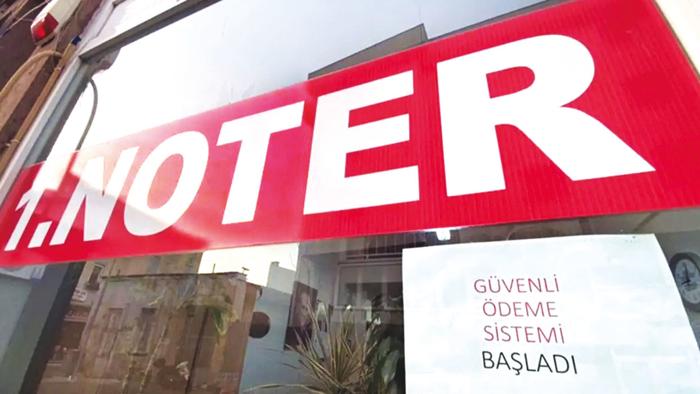 1.NOTER
GÜVENLİ
ÖDEME
SİSTEMİ
BAŞLADI